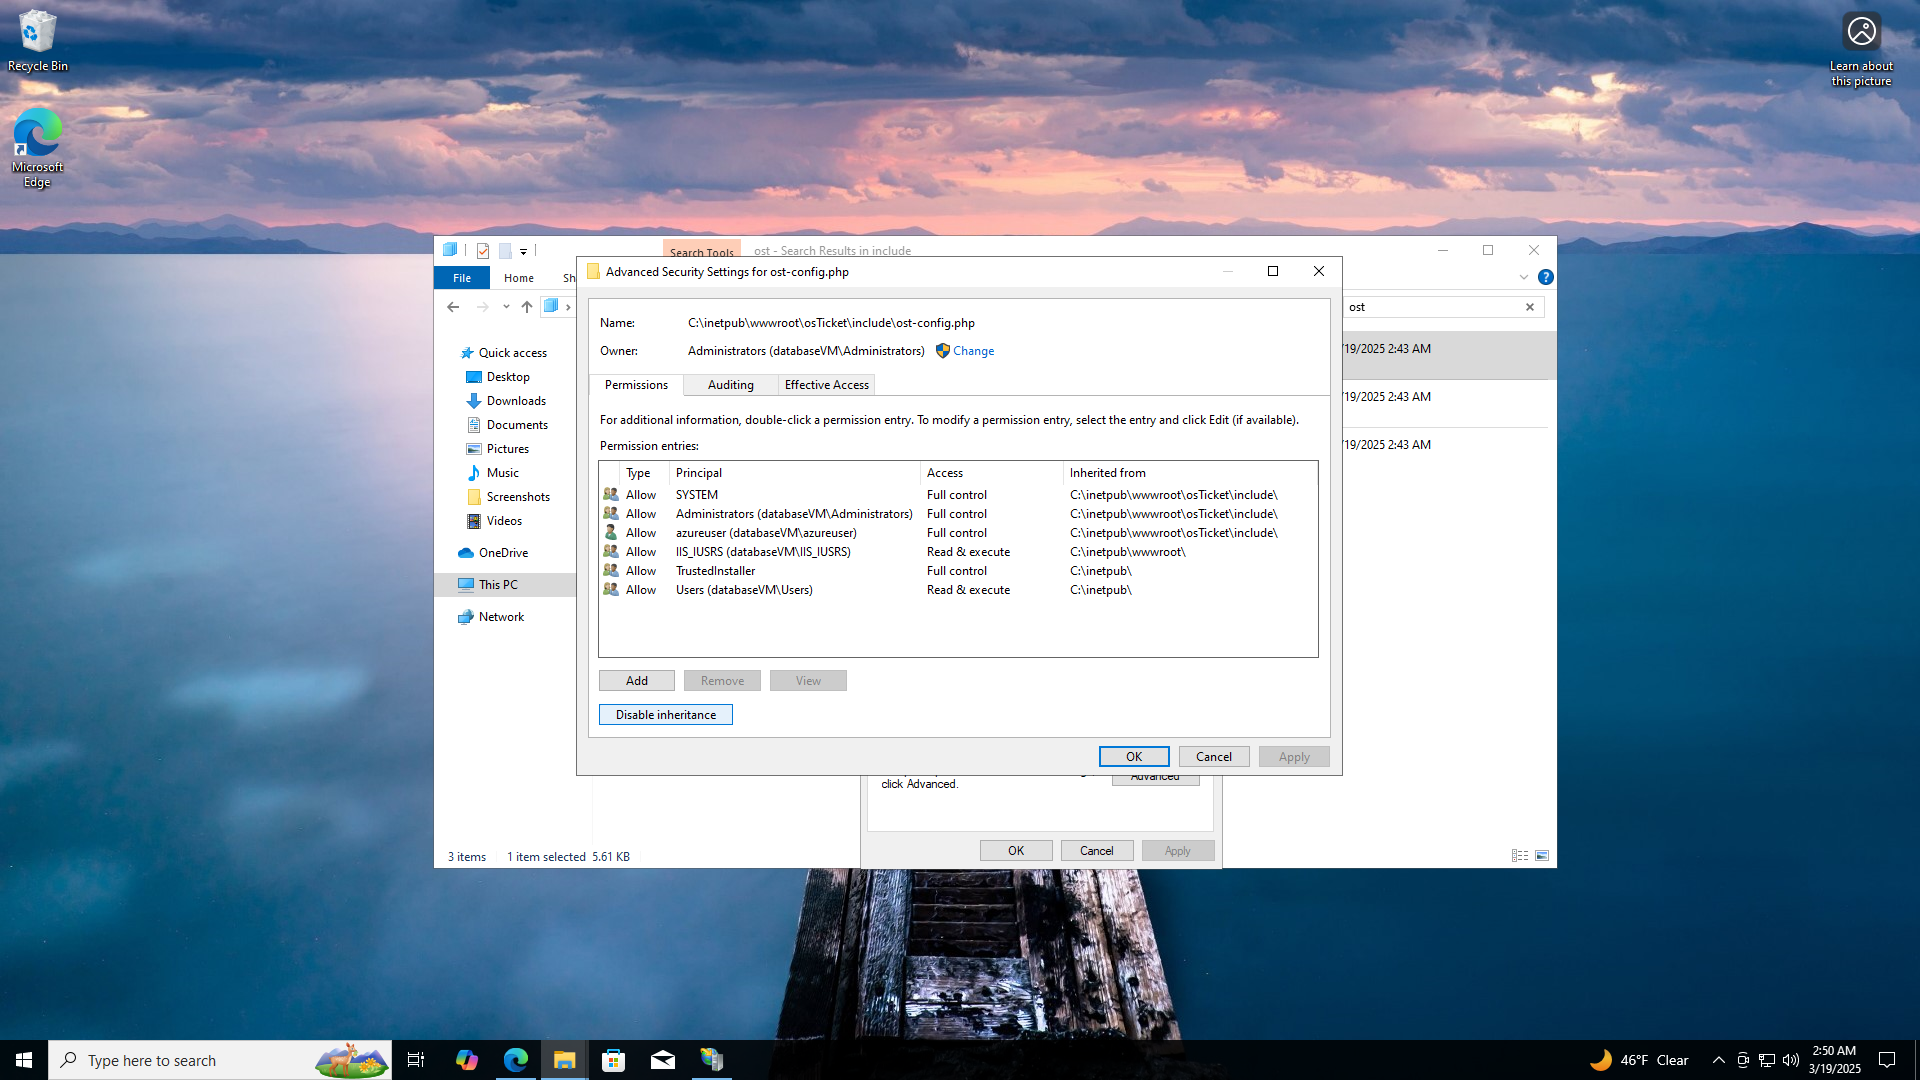 Recycle Bin
Microsoft
Edge
Learn about
this picture
Search Tools
ost - Search Results in include
File
Home
Sh
ost
Advanced Security Settings for ost-config.php
Name:
C:\inetpub\wwwroot\osTicket\include\ost-config.php
Owner:
Administrators (databaseVM\Administrators)
Change
Permissions
Auditing
Effective Access
For additional information, double-click a permission entry. To modify a permission entry, select the entry and click Edit (if available).
Permission entries:
Type Principal Access Inherited from
Allow SYSTEM Full control C:\inetpub\wwwroot\osTicket\include\
Allow Administrators (databaseVM\Administrators) Full control C:\inetpub\wwwroot\osTicket\include\
Allow azureuser (databaseVM\azureuser) Full control C:\inetpub\wwwroot\osTicket\include\
Allow IIS_IUSRS (databaseVM\IIS_IUSRS) Read & execute C:\inetpub\wwwroot\
Allow TrustedInstaller Full control C:\inetpub\
Allow Users (databaseVM\Users) Read & execute C:\inetpub\
Add
Remove
View
Disable inheritance
OK
Cancel
Apply
Quick access
Desktop
Downloads
Documents
Pictures
Music
Screenshots
Videos
OneDrive
This PC
Network
/19/2025 2:43 AM
/19/2025 2:43 AM
/19/2025 2:43 AM
Advanced
click Advanced.
OK
Cancel
Apply
3 items
1 item selected 5.61 KB
Type here to search
46°F Clear
2:50 AM
3/19/2025